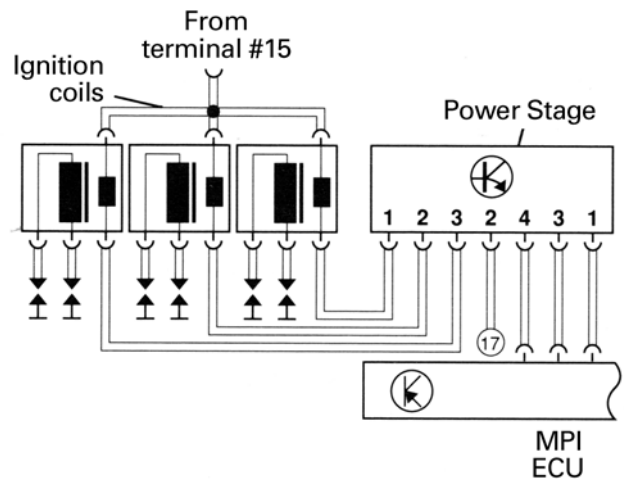 From
terminal #15
Ignition
coils
Power Stage
1 2 3 2 4 3 1
17
MPI
ECU